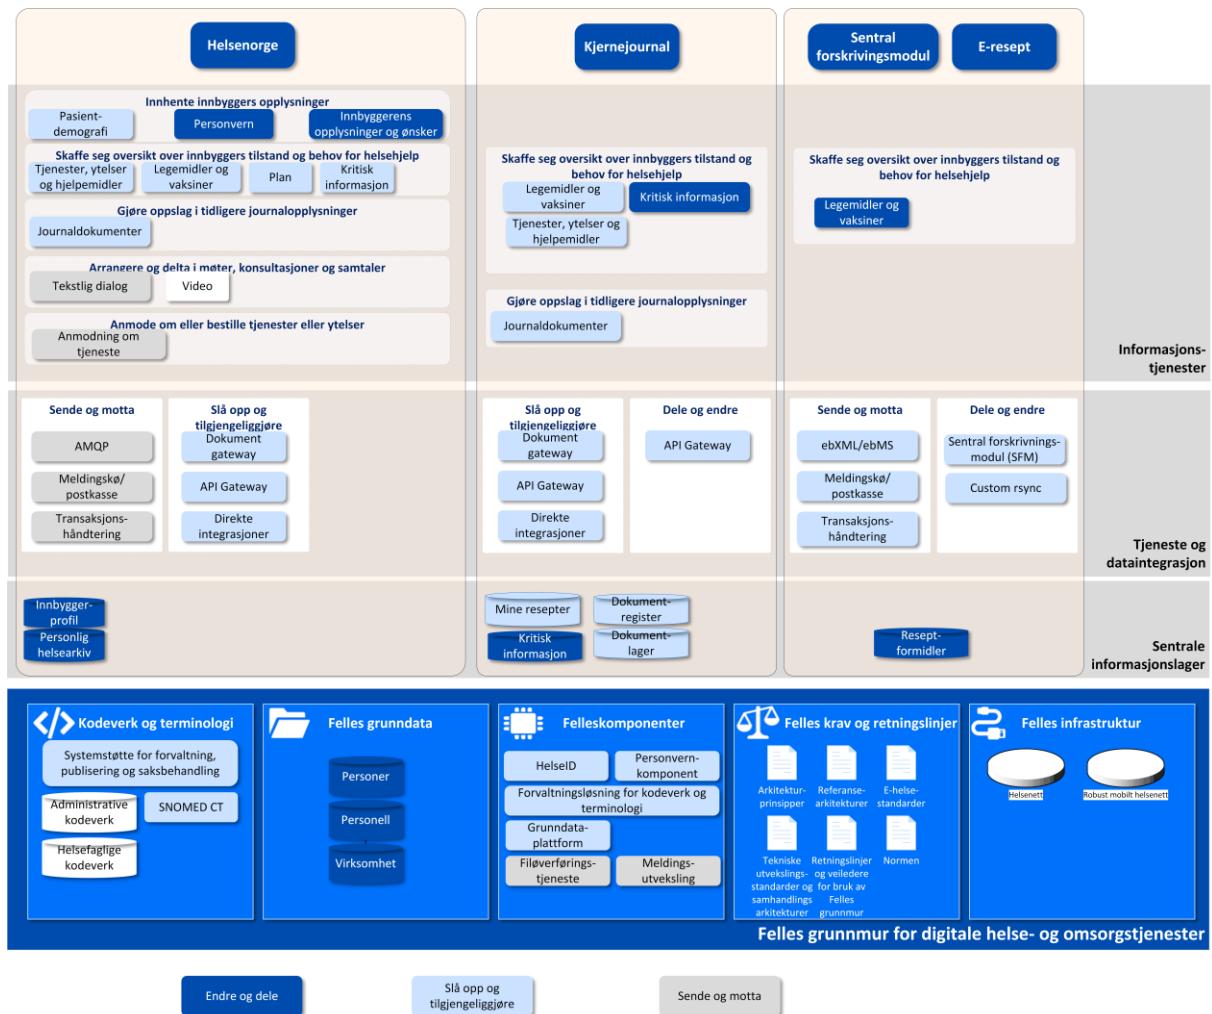 Helsenorge
Kjernejournal
Sentral
forskrivingsmodul
E-resept
Innhente innbyggers opplysninger
Pasient-
demografi
Personvern
Innbyggerens
opplysninger og ønsker
Skaffe seg oversikt over innbyggers tilstand og behov for helsehjelp
Tjenester, ytelser
og hjelpemidler
Legemidler og
vaksiner
Plan
Kritisk
informasjon
Gjøre oppslag i tidligere journalopplysninger
Journaldokumenter
Arrangere og delta i møter, konsultasjoner og samtaler
Tekstlig dialog
Video
Anmode om eller bestille tjenester eller ytelser
Anmodning om
tjeneste
Skaffe seg oversikt over innbyggers tilstand og
behov for helsehjelp
Legemidler og
vaksiner
Kritisk informasjon
Tjenester, ytelser og
hjelpemidler
Gjøre oppslag i tidligere journalopplysninger
Journaldokumenter
Skaffe seg oversikt over innbyggers tilstand og
behov for helsehjelp
Legemidler og
vaksiner
Informasjons-
tjenester
Sende og motta
AMQP
Meldingskø/
postkasse
Transaksjons-
håndtering
Slå opp og
tilgjengeliggjøre
Dokument
gateway
API Gateway
Direkte
integrasjoner
Slå opp og
tilgjengeliggjøre
Dokument
gateway
API Gateway
Direkte
integrasjoner
Dele og endre
API Gateway
Sende og motta
ebXML/ebMS
Meldingskø/
postkasse
Transaksjons-
håndtering
Dele og endre
Sentral forskrivnings-
modul (SFM)
Custom rsync
Tjeneste og
dataintegrasjon
Innbygger-
profil
Personlig
helsearkiv
Mine resepter
Kritisk
informasjon
Dokument-
register
Dokument-
lager
Resept-
formidler
Sentrale
informasjonslager
Kodeverk og terminologi
Systemstøtte for forvaltning,
publisering og saksbehandling
Administrative
kodeverk
SNOMED CT
Helsefaglige
kodeverk
Felles grunndata
Personer
Personell
Virksomhet
Felleskomponenter
HelseID
Personvern-
komponent
Forvaltningsløsning for kodeverk og
terminologi
Grunndata-
plattform
Filøverførings-
tjeneste
Meldings-
utveksling
Felles krav og retningslinjer
Arkitektur-
prinsipper
Referanse-
arkitekturer
E-helse-
standarder
Tekniske
utvekslings-
standarder og
samhandlings
arkitekturer
Retningslinjer
og veiledere
for bruk av
Felles
grunnmur
Normen
Felles infrastruktur
Helsenett
Robust mobilt helsenett
Felles grunnmur for digitale helse- og omsorgstjenester
Endre og dele
Slå opp og
tilgjengeliggjøre
Sende og motta